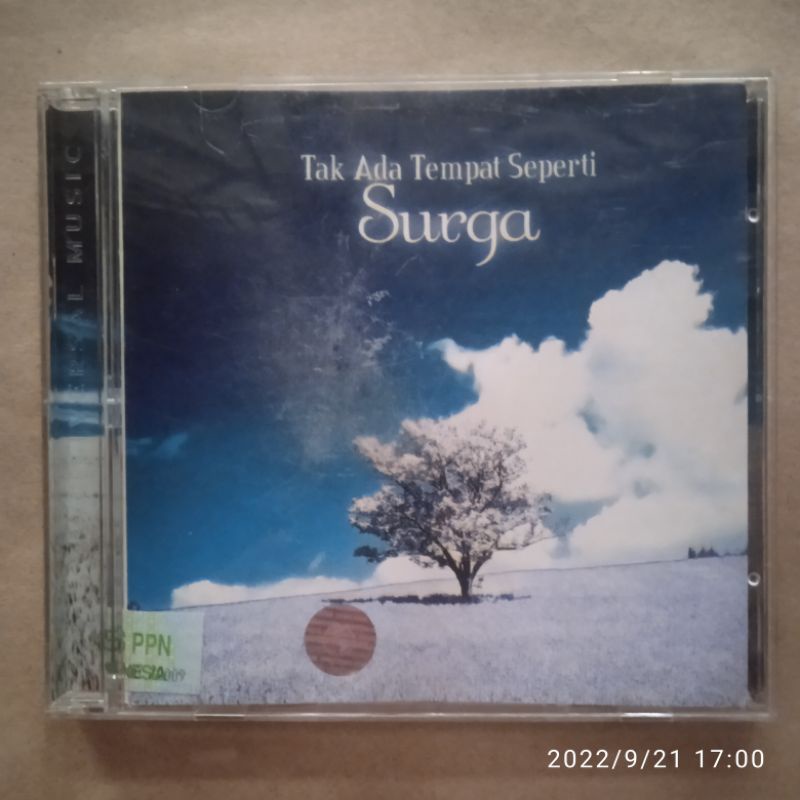 Tak Ada Tempat Seperti
Surga
MUSIC
PPN
2022/9/21 17:00